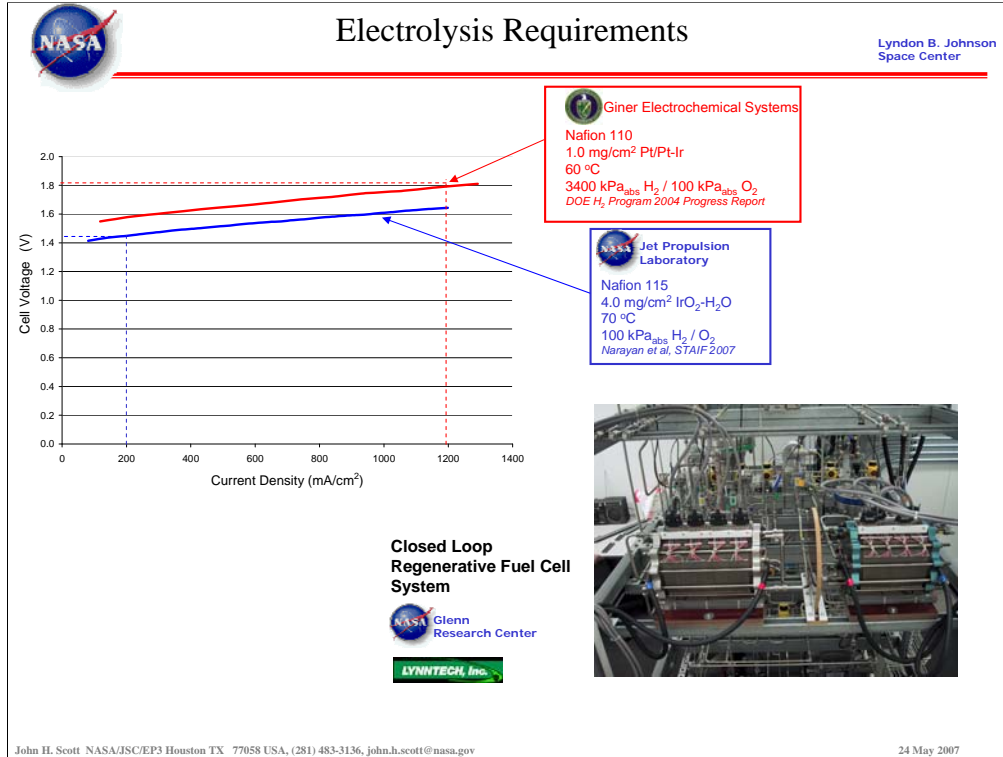 NASA
Electrolysis Requirements
Lyndon B. Johnson
Space Center
Giner Electrochemical Systems
Nafion 110
1.0 mg/cm² Pt/Pt-Ir
60 ºC
3400 kPaabs H₂ / 100 kPaabs O₂
DOE H₂ Program 2004 Progress Report
NASA
Jet Propulsion
Laboratory
Nafion 115
4.0 mg/cm² IrO₂-H₂O
70 ºC
100 kPaabs H₂ / O₂
Narayan et al, STAIF 2007
Cell Voltage (V)
2.0
1.8
1.6
1.4
1.2
1.0
0.8
0.6
0.4
0.2
0.0
0 200 400 600 800 1000 1200 1400
Current Density (mA/cm²)
Closed Loop
Regenerative Fuel Cell
System
NASA
Glenn
Research Center
LYNNTECH, Inc.
John H. Scott NASA/JSC/EP3 Houston TX 77058 USA, (281) 483-3136, john.h.scott@nasa.gov
24 May 2007